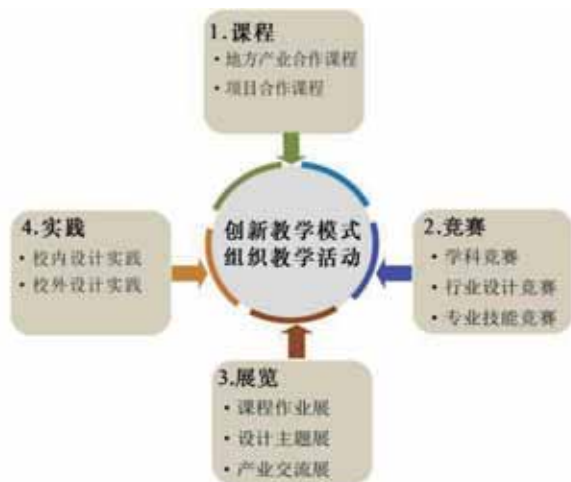 1.课程
• 地方产业合作课程
• 项目合作课程
创新教学模式
组织教学活动
2.竞赛
• 学科竞赛
• 行业设计竞赛
• 专业技能竞赛
3.展览
• 课程作业展
• 设计主题展
• 产业交流展
4.实践
• 校内设计实践
• 校外设计实践